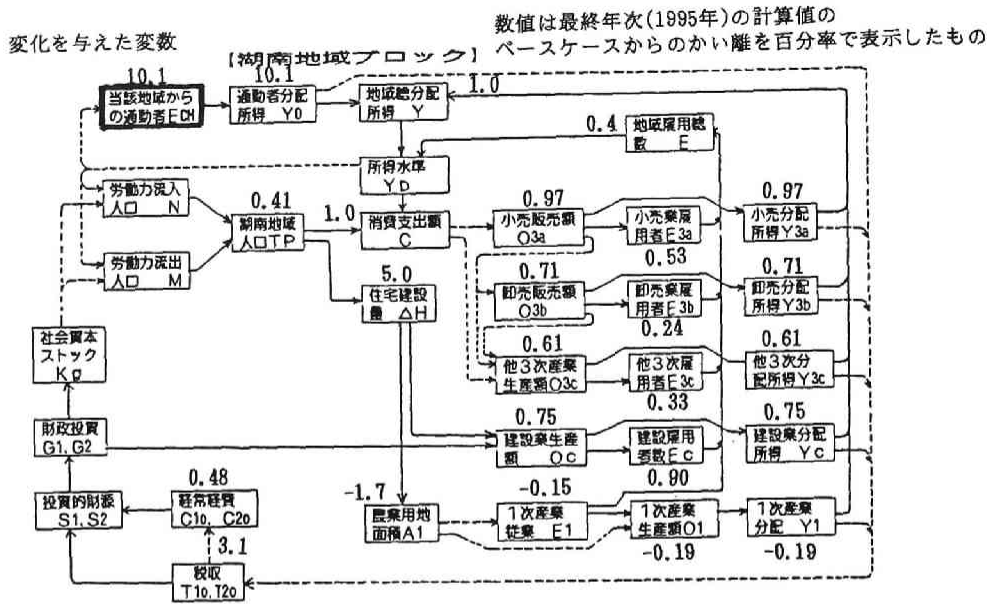 数値は最終年次(1995年)の計算値の
変化を与えた変数
ベースケースからのかい離を百分率で表示したもの
【湖南地域ブロック】
10.1
10.1
当該地域から
の通勤者ECH
通勤者分配
所得 Y0
地域総分配
所得 Y
1.0
0.4
地域雇用総
数 E
所得水準
YD
労働力流入
人口 N
0.41
湖南地域
人口TP
1.0
消費支出額
C
0.97
小売販売額
O3a
小売業雇
用者E3a
0.53
0.97
小売分配
所得Y3a
労働力流出
人口 M
5.0
住宅建設
量 ΔH
0.71
卸売販売額
O3b
卸売業雇
用者E3b
0.24
0.71
卸売分配
所得Y3b
社会資本
ストック
Kg
0.61
他3次産業
生産額O3c
他3次雇
用者E3c
0.33
0.61
他3次分
配所得Y3c
財政投資
G1,G2
0.75
建設業生産
額 Oc
建設雇用
者数Ec
0.90
0.75
建設業分配
所得 Yc
投資的財源
S1,S2
0.48
経常経費
C1o, C2o
-1.7
農業用地
面積A1
-0.15
1次産業
従業 E1
1次産業
生産額O1
-0.19
1次産業
分配 Y1
-0.19
3.1
税収
T1o,T2o